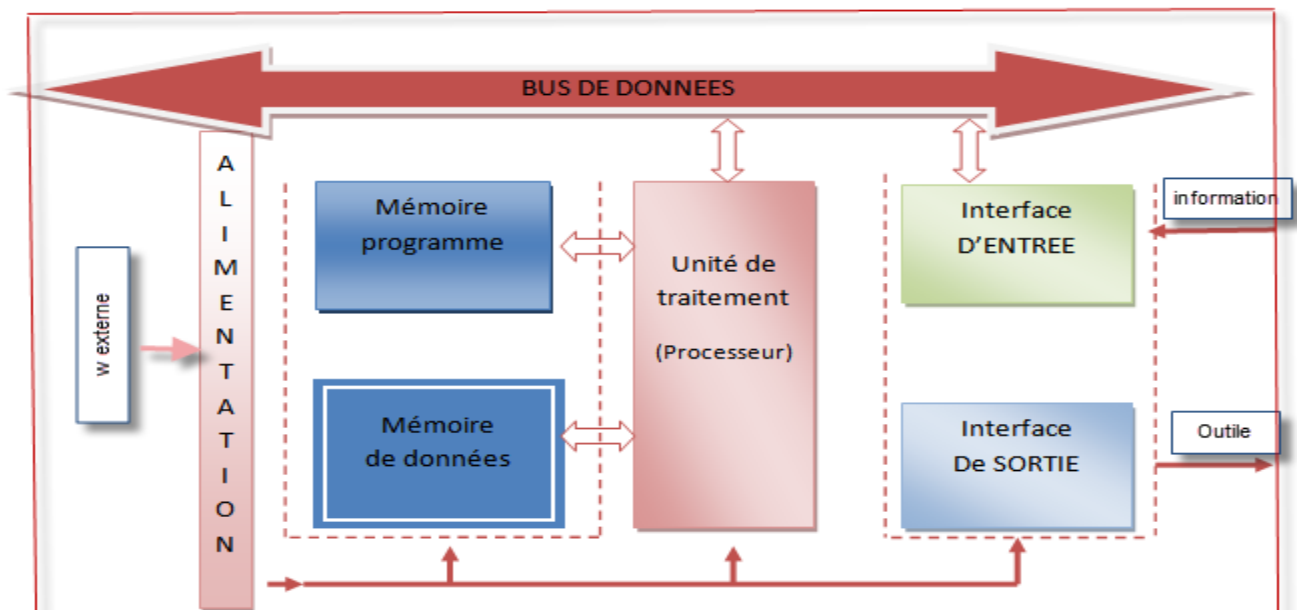 BUS DE DONNEES
ALIMENTATION
w externe
Mémoire
programme
Mémoire
de données
Unité de
traitement
(Processeur)
Interface
D’ENTREE
Interface
De SORTIE
information
Outile